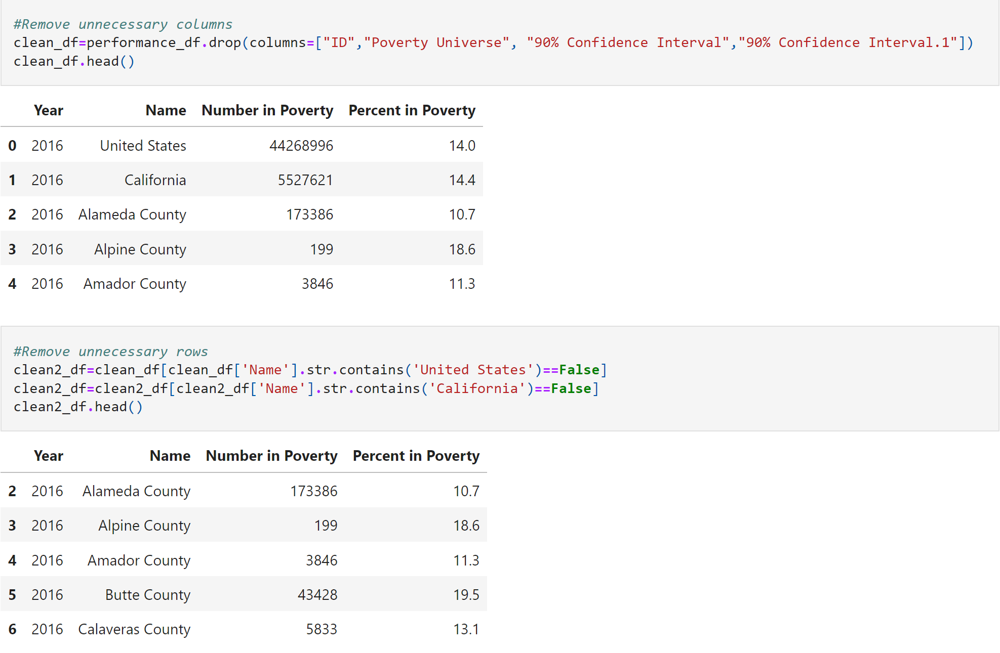 #Remove unnecessary columns
clean_df=performance_df.drop(columns=["ID","Poverty Universe", "90% Confidence Interval","90% Confidence Interval.1"])
clean_df.head()
Year Name Number in Poverty Percent in Poverty
0 2016 United States 44268996 14.0
1 2016 California 5527621 14.4
2 2016 Alameda County 173386 10.7
3 2016 Alpine County 199 18.6
4 2016 Amador County 3846 11.3
#Remove unnecessary rows
clean2_df=clean_df[clean_df['Name'].str.contains('United States')==False]
clean2_df=clean2_df[clean2_df['Name'].str.contains('California')==False]
clean2_df.head()
Year Name Number in Poverty Percent in Poverty
2 2016 Alameda County 173386 10.7
3 2016 Alpine County 199 18.6
4 2016 Amador County 3846 11.3
5 2016 Butte County 43428 19.5
6 2016 Calaveras County 5833 13.1